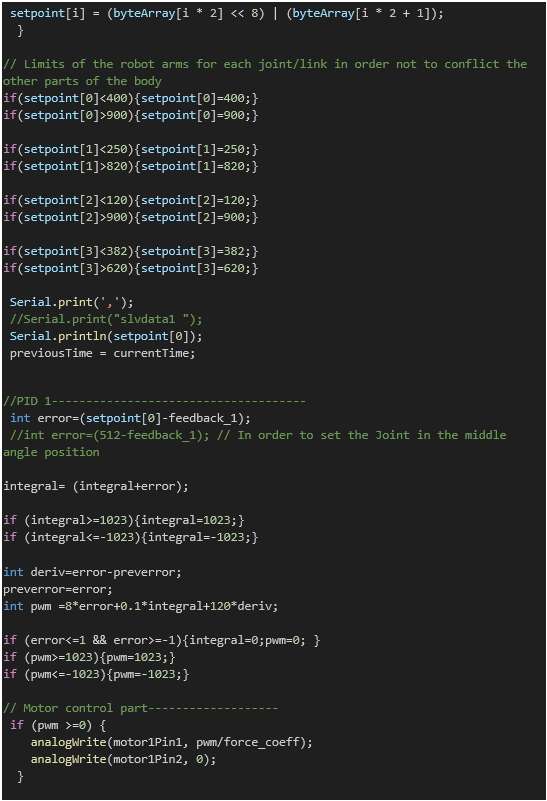 setpoint[i] = (byteArray[i * 2] << 8) | (byteArray[i * 2 + 1]);
}
// Limits of the robot arms for each joint/link in order not to conflict the
other parts of the body
if(setpoint[0]<400){setpoint[0]=400;}
if(setpoint[0]>900){setpoint[0]=900;}
if(setpoint[1]<250){setpoint[1]=250;}
if(setpoint[1]>820){setpoint[1]=820;}
if(setpoint[2]<120){setpoint[2]=120;}
if(setpoint[2]>900){setpoint[2]=900;}
if(setpoint[3]<382){setpoint[3]=382;}
if(setpoint[3]>620){setpoint[3]=620;}
Serial.print(',');
//Serial.print("slvdata1 ");
Serial.println(setpoint[0]);
previousTime = currentTime;
//PID 1-------------------------------------
int error=(setpoint[0]-feedback_1);
//int error=(512-feedback_1); // In order to set the Joint in the middle
angle position
integral= (integral+error);
if (integral>=1023){integral=1023;}
if (integral<=-1023){integral=-1023;}
int deriv=error-preverror;
preverror=error;
int pwm =8*error+0.1*integral+120*deriv;
if (error<=1 && error>=-1){integral=0;pwm=0; }
if (pwm>=1023){pwm=1023;}
if (pwm<=-1023){pwm=-1023;}
// Motor control part-------------------
if (pwm >=0) {
analogWrite(motor1Pin1, pwm/force_coeff);
analogWrite(motor1Pin2, 0);
}